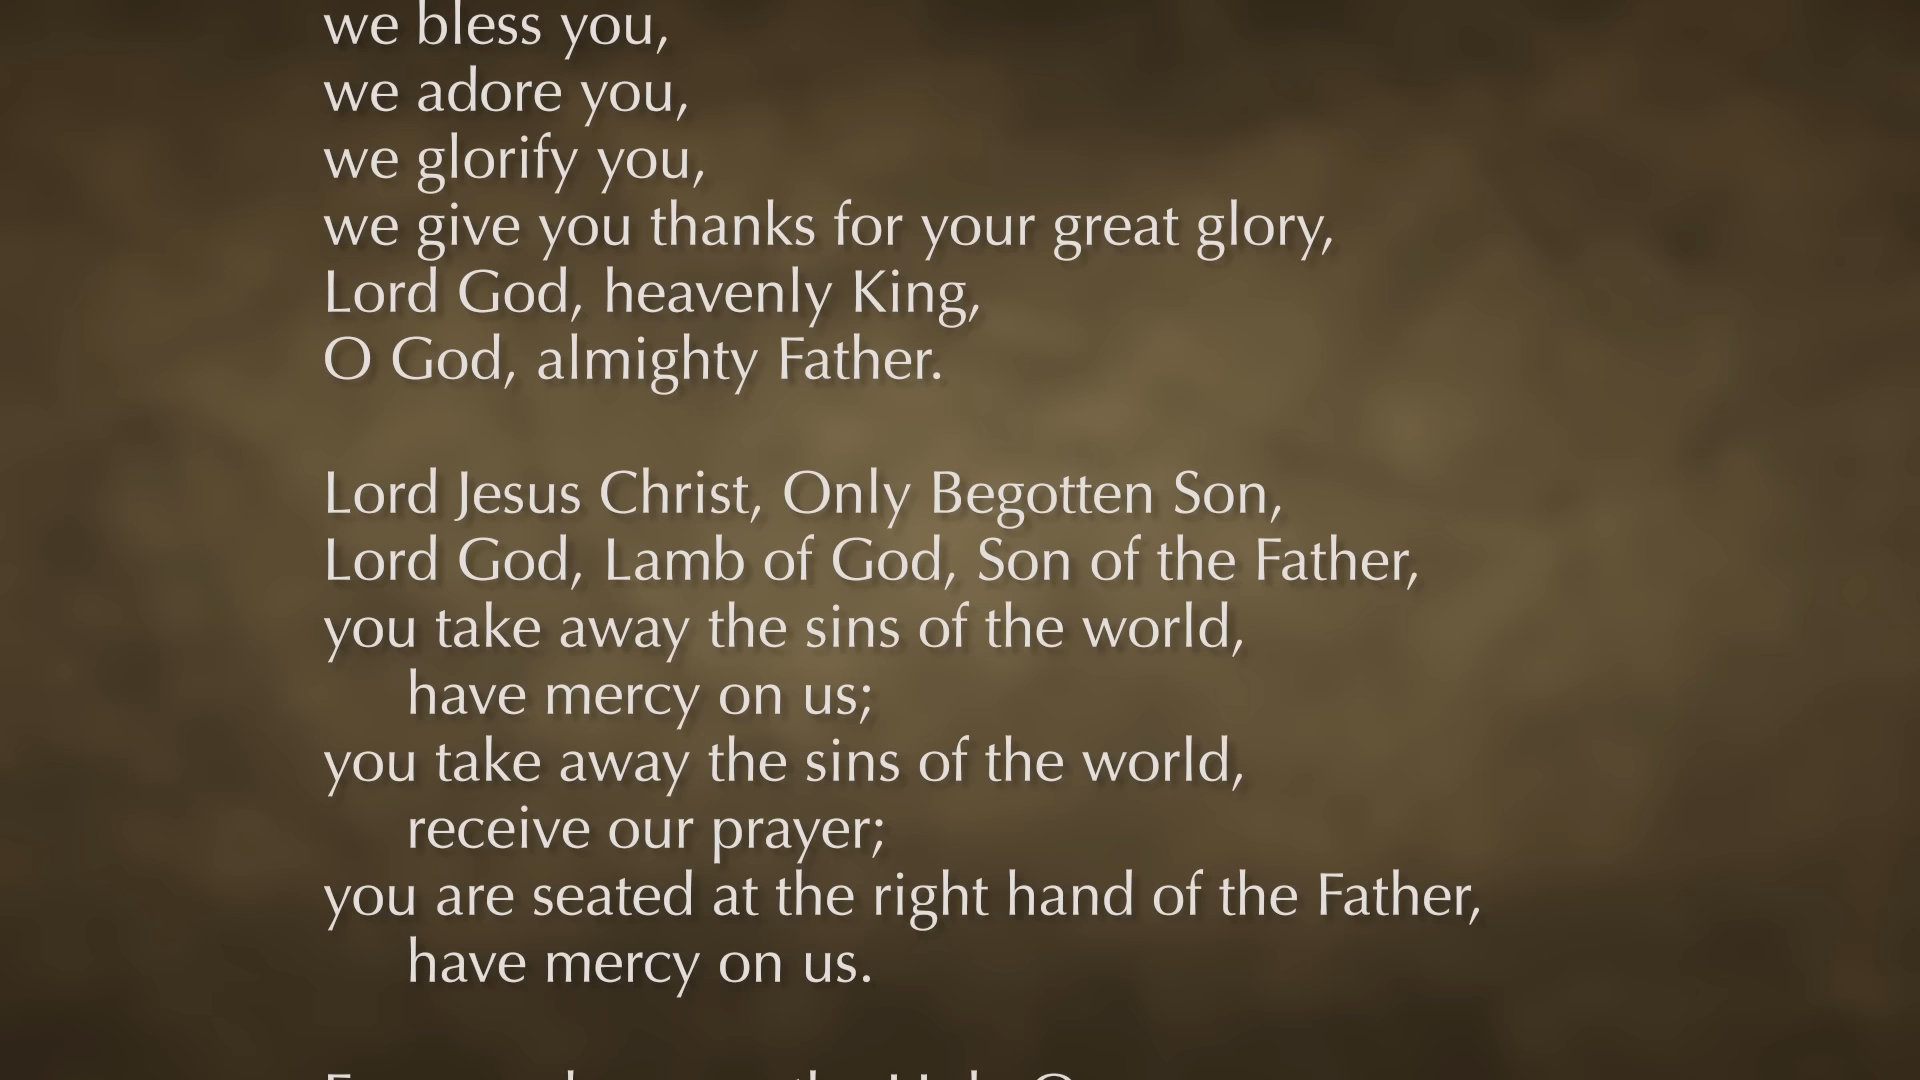 we bless you,
we adore you,
we glorify you,
we give you thanks for your great glory,
Lord God, heavenly King,
O God, almighty Father.
Lord Jesus Christ, Only Begotten Son,
Lord God, Lamb of God, Son of the Father,
you take away the sins of the world,
have mercy on us;
you take away the sins of the world,
receive our prayer;
you are seated at the right hand of the Father,
have mercy on us.